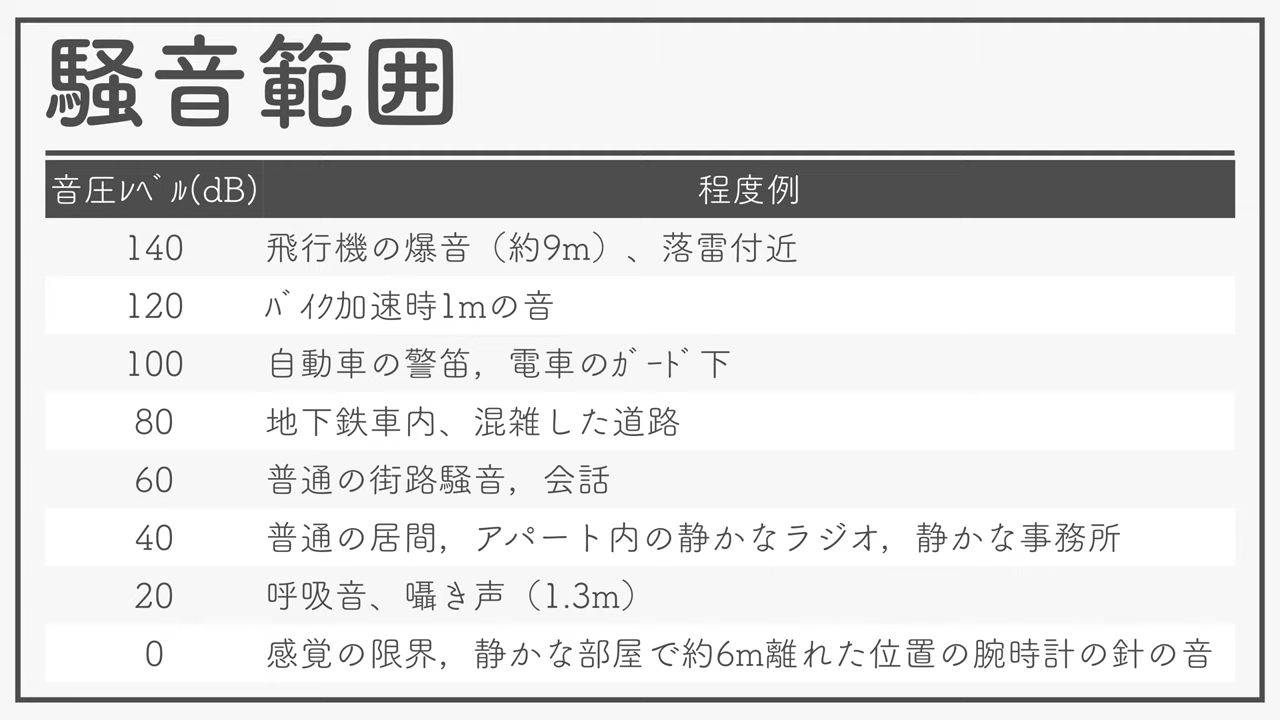 騒音範囲
音圧ﾚﾍﾞﾙ(dB) 程度例
140 飛行機の爆音（約9m）、落雷付近
120 ﾊﾞｲｸ加速時1mの音
100 自動車の警笛，電車のｶﾞｰﾄﾞ下
80 地下鉄車内、混雑した道路
60 普通の街路騒音，会話
40 普通の居間，アパート内の静かなラジオ，静かな事務所
20 呼吸音、囁き声（1.3m）
0 感覚の限界，静かな部屋で約6m離れた位置の腕時計の針の音